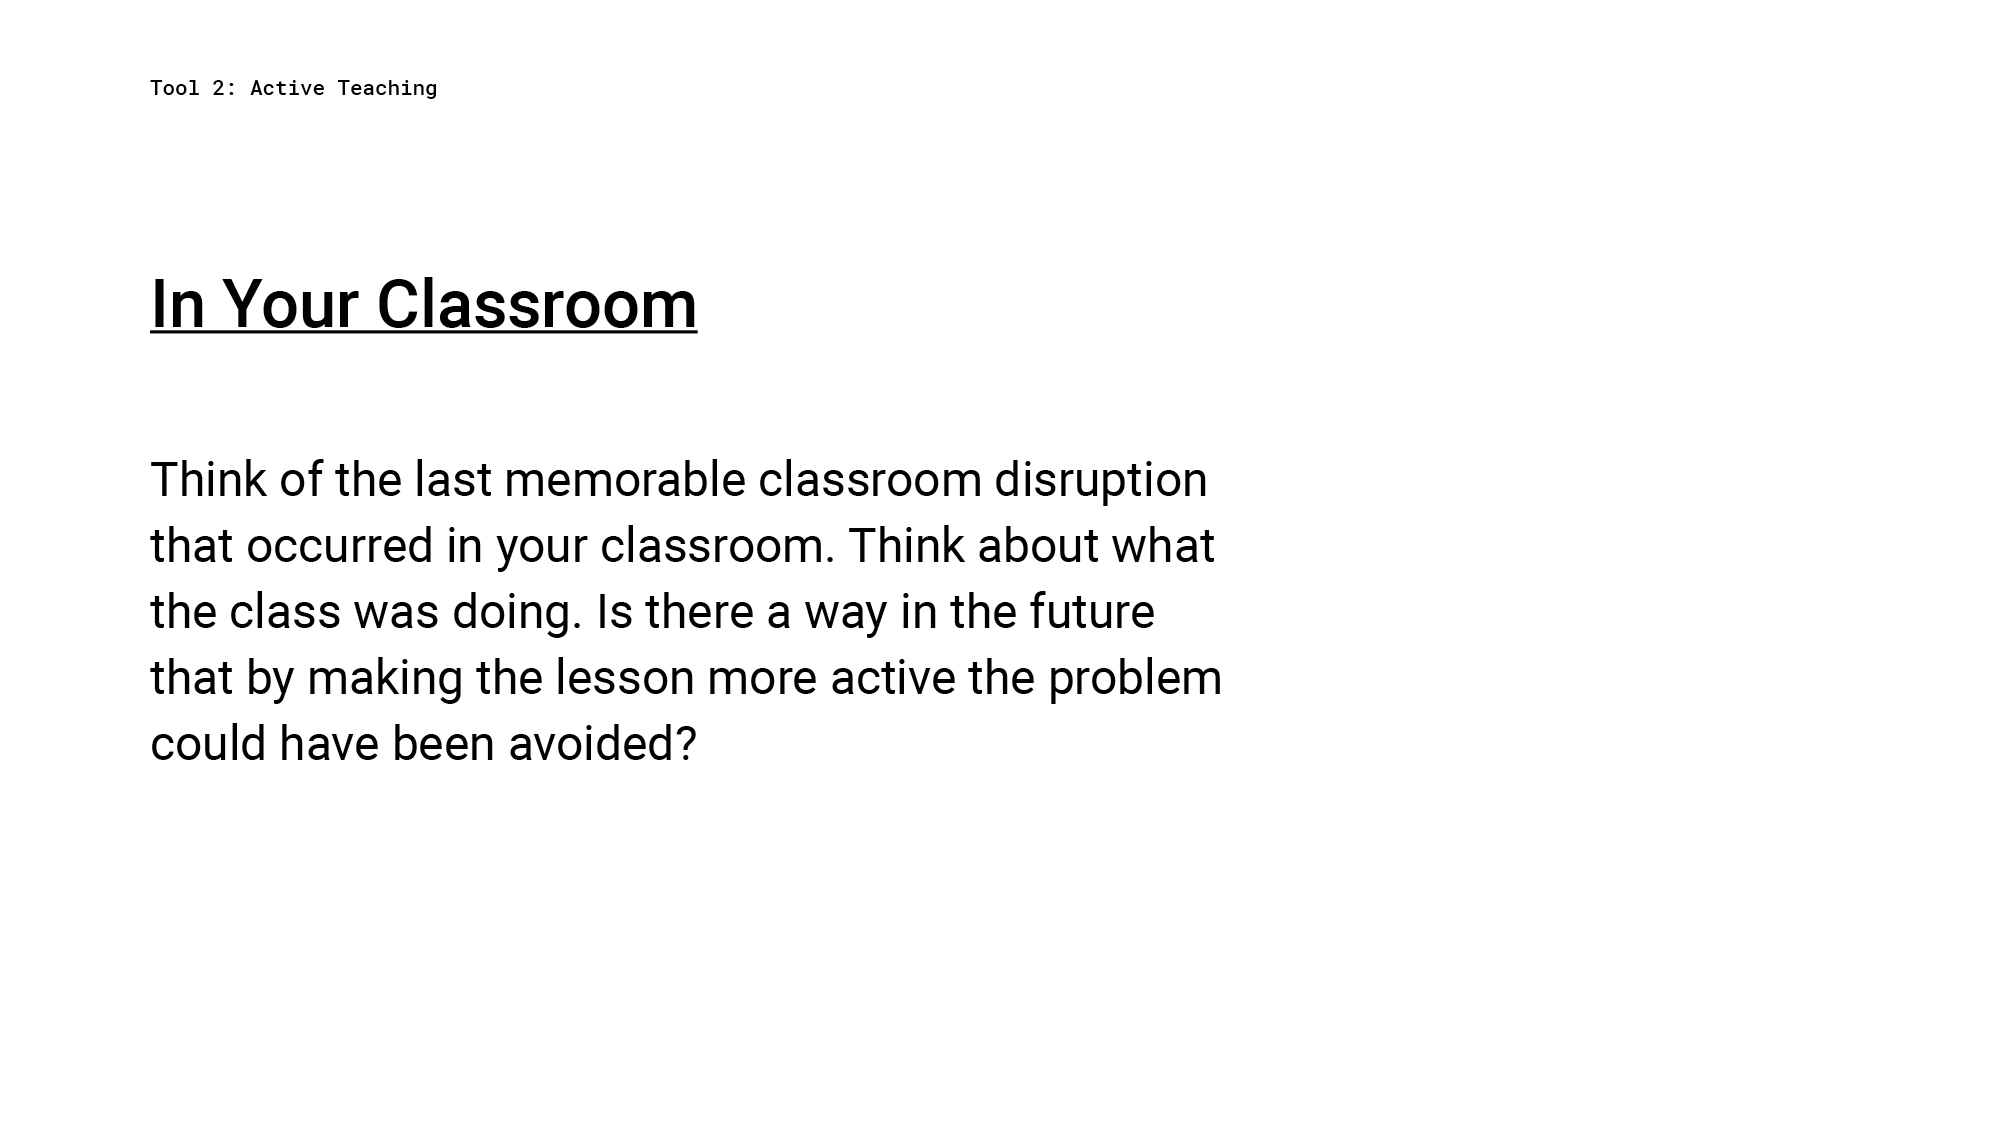 Tool 2: Active Teaching
In Your Classroom
Think of the last memorable classroom disruption
that occurred in your classroom. Think about what
the class was doing. Is there a way in the future
that by making the lesson more active the problem
could have been avoided?